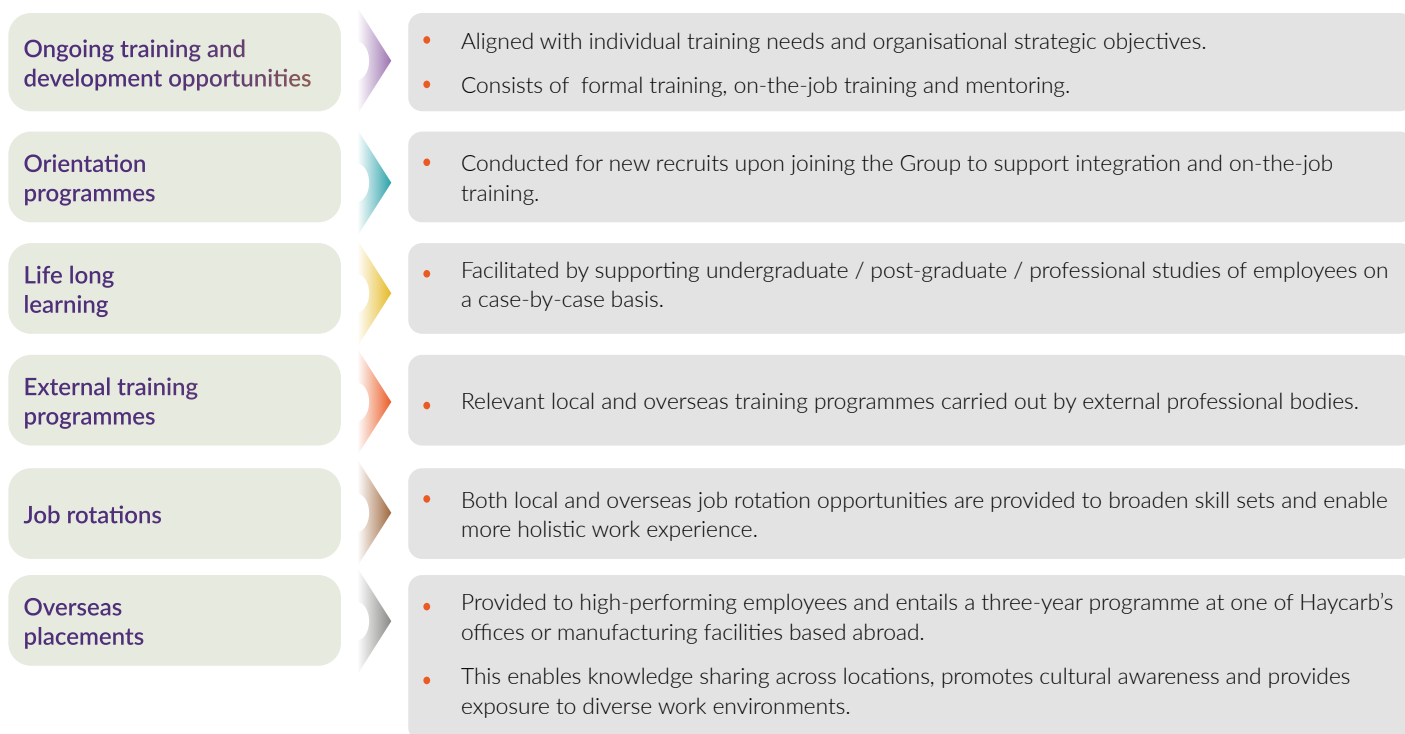 Ongoing training and
development opportunities
• Aligned with individual training needs and organisational strategic objectives.
• Consists of formal training, on-the-job training and mentoring.
Orientation
programmes
• Conducted for new recruits upon joining the Group to support integration and on-the-job
training.
Life long
learning
• Facilitated by supporting undergraduate / post-graduate / professional studies of employees on
a case-by-case basis.
External training
programmes
• Relevant local and overseas training programmes carried out by external professional bodies.
Job rotations
• Both local and overseas job rotation opportunities are provided to broaden skill sets and enable
more holistic work experience.
Overseas
placements
• Provided to high-performing employees and entails a three-year programme at one of Haycarb’s
offices or manufacturing facilities based abroad.
• This enables knowledge sharing across locations, promotes cultural awareness and provides
exposure to diverse work environments.